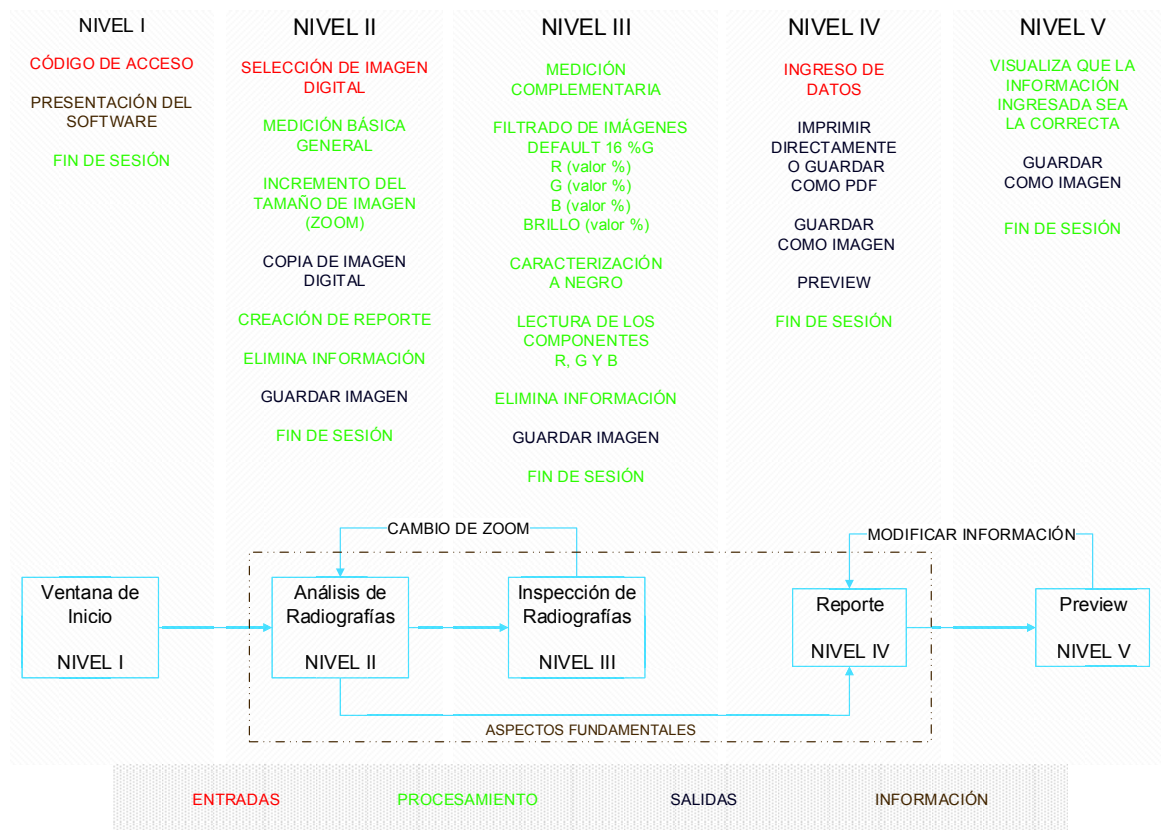 NIVEL I
CÓDIGO DE ACCESO
PRESENTACIÓN DEL
SOFTWARE
FIN DE SESIÓN
NIVEL II
SELECCIÓN DE IMAGEN
DIGITAL
MEDICIÓN BÁSICA
GENERAL
INCREMENTO DEL
TAMAÑO DE IMAGEN
(ZOOM)
COPIA DE IMAGEN
DIGITAL
CREACIÓN DE REPORTE
ELIMINA INFORMACIÓN
GUARDAR IMAGEN
FIN DE SESIÓN
NIVEL III
MEDICIÓN
COMPLEMENTARIA
FILTRADO DE IMÁGENES
DEFAULT 16 %G
R (valor %)
G (valor %)
B (valor %)
BRILLO (valor %)
CARACTERIZACIÓN
A NEGRO
LECTURA DE LOS
COMPONENTES
R, G Y B
ELIMINA INFORMACIÓN
GUARDAR IMAGEN
FIN DE SESIÓN
NIVEL IV
INGRESO DE
DATOS
IMPRIMIR
DIRECTAMENTE
O GUARDAR
COMO PDF
GUARDAR
COMO IMAGEN
PREVIEW
FIN DE SESIÓN
NIVEL V
VISUALIZA QUE LA
INFORMACIÓN
INGRESADA SEA
LA CORRECTA
GUARDAR
COMO IMAGEN
FIN DE SESIÓN
CAMBIO DE ZOOM
MODIFICAR INFORMACIÓN
Ventana de
Inicio
NIVEL I
Análisis de
Radiografías
NIVEL II
Inspección de
Radiografías
NIVEL III
Reporte
NIVEL IV
Preview
NIVEL V
ASPECTOS FUNDAMENTALES
ENTRADAS
PROCESAMIENTO
SALIDAS
INFORMACIÓN